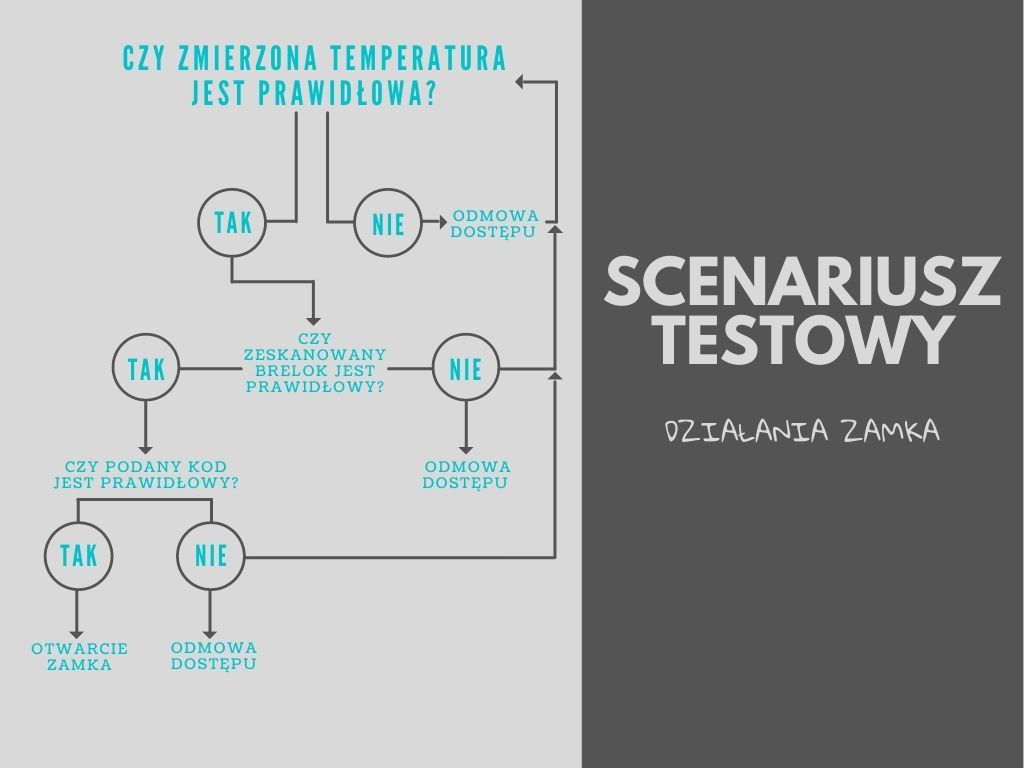 CZY ZMIERZONA TEMPERATURA
JEST PRAWIDŁOWA?
TAK
NIE
ODMOWA
DOSTĘPU
CZY
ZESKANOWANY
BRELOK JEST
PRAWIDŁOWY?
TAK
NIE
CZY PODANY KOD
JEST PRAWIDŁOWY?
ODMOWA
DOSTĘPU
TAK
NIE
OTWARCIE
ZAMKA
ODMOWA
DOSTĘPU
SCENARIUSZ
TESTOWY
DZIAŁANIA ZAMKA